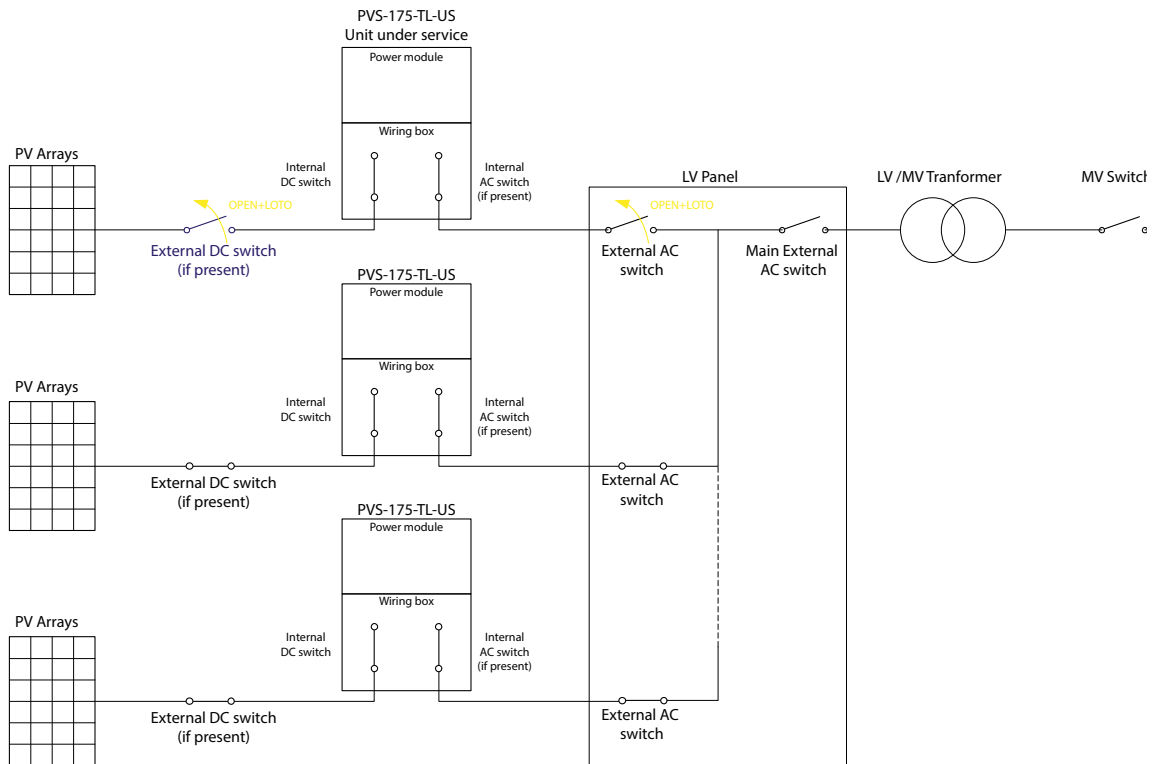 PVS-175-TL-US
Unit under service
Power module
Wiring box
PV Arrays
Internal
DC switch
Internal
AC switch
(if present)
LV Panel
LV /MV Tranformer
MV Switch
OPEN+LOTO
OPEN+LOTO
External DC switch
(if present)
External AC
switch
Main External
AC switch
PVS-175-TL-US
Power module
Wiring box
PV Arrays
Internal
DC switch
Internal
AC switch
(if present)
External DC switch
(if present)
External AC
switch
PVS-175-TL-US
Power module
Wiring box
PV Arrays
Internal
DC switch
Internal
AC switch
(if present)
External DC switch
(if present)
External AC
switch